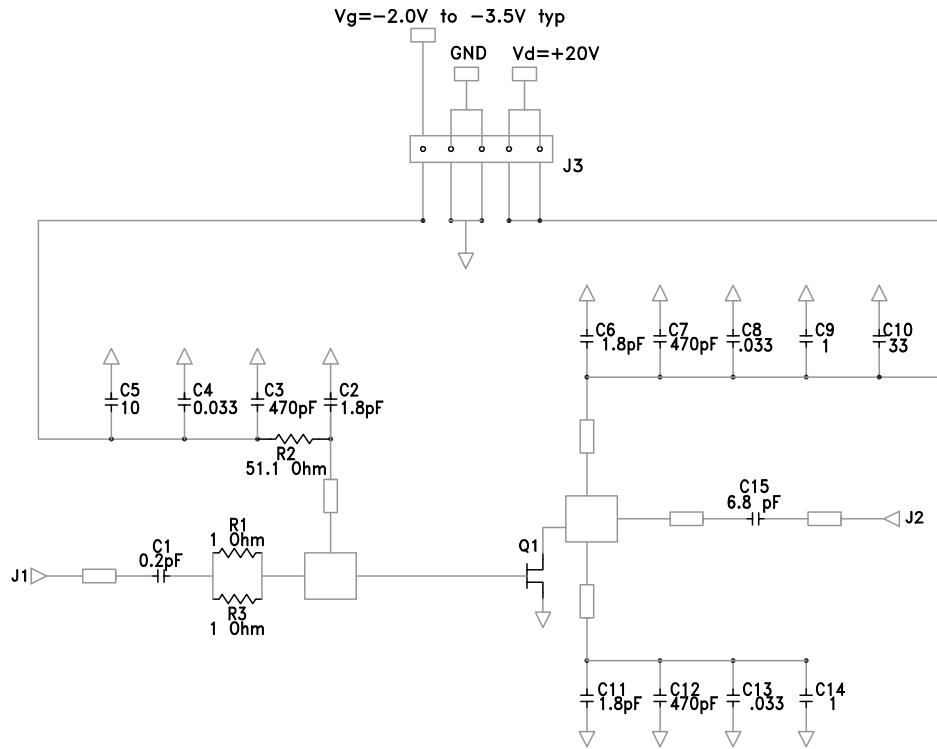 Vg=-2.0V to -3.5V typ
GND
Vd=+20V
J3
C6
1.8pF
C7
470pF
C8
.033
C9
1
C10
33
C5
10
C4
0.033
C3
470pF
C2
1.8pF
R2
51.1 Ohm
C15
6.8 pF
J2
R1
1 Ohm
C1
0.2pF
Q1
J1
R3
1 Ohm
C11
1.8pF
C12
470pF
C13
.033
C14
1